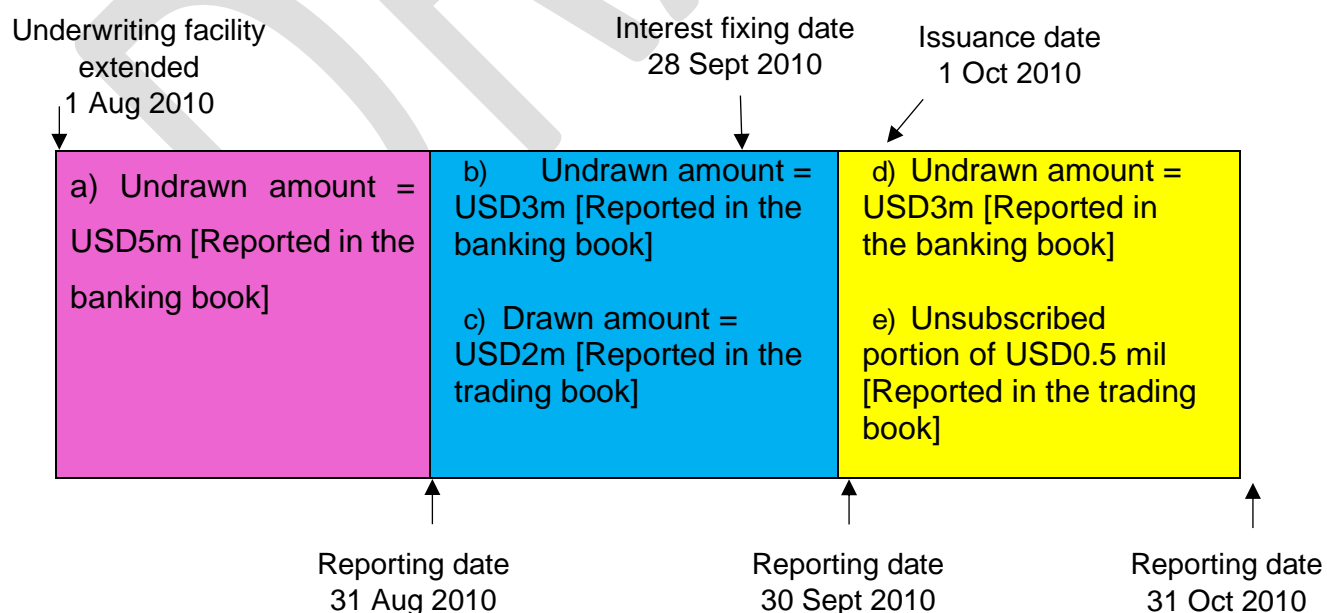 Underwriting facility
extended
1 Aug 2010
Interest fixing date
28 Sept 2010
Issuance date
1 Oct 2010
a) Undrawn amount =
USD5m [Reported in the
banking book]
b) Undrawn amount =
USD3m [Reported in the
banking book]
c) Drawn amount =
USD2m [Reported in the
trading book]
d) Undrawn amount =
USD3m [Reported in
the banking book]
e) Unsubscribed
portion of USD0.5 mil
[Reported in the trading
book]
Reporting date
31 Aug 2010
Reporting date
30 Sept 2010
Reporting date
31 Oct 2010